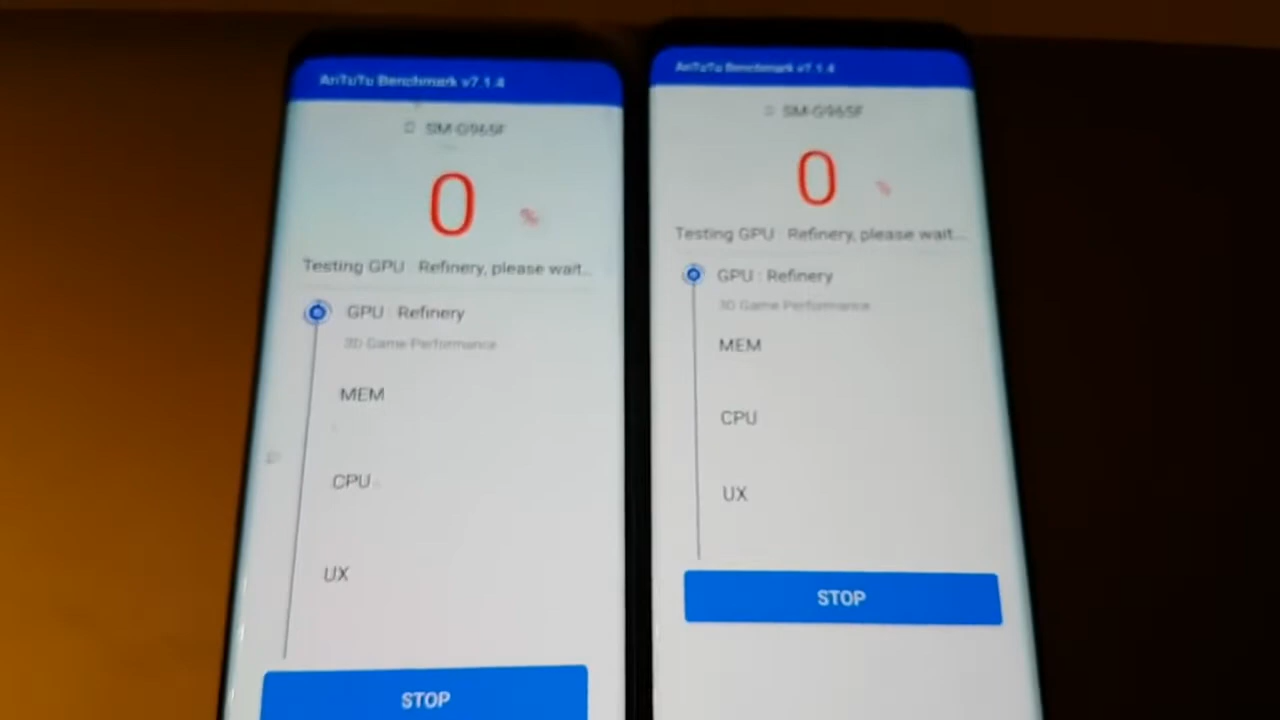 AnTuTu Benchmark v7.1.4
SM-G965F
0 %
Testing GPU : Refinery, please wait...
GPU : Refinery
3D Game Performance
MEM
CPU
UX
STOP
AnTuTu Benchmark v7.1.4
SM-G965F
0 %
Testing GPU : Refinery, please wait...
GPU : Refinery
3D Game Performance
MEM
CPU
UX
STOP